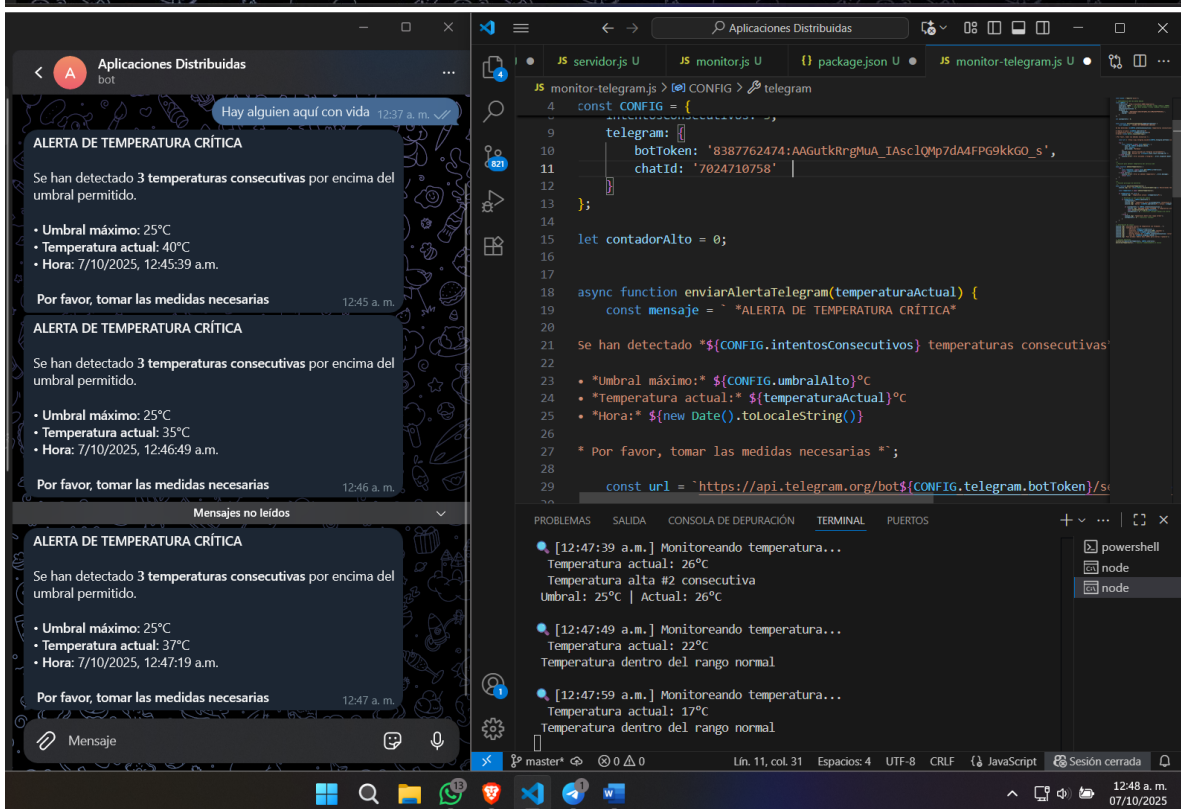 Aplicaciones Distribuidas
bot
Hay alguien aquí con vida 12:37 a. m.
ALERTA DE TEMPERATURA CRÍTICA
Se han detectado 3 temperaturas consecutivas por encima del
umbral permitido.
• Umbral máximo: 25°C
• Temperatura actual: 40°C
• Hora: 7/10/2025, 12:45:39 a.m.
Por favor, tomar las medidas necesarias 12:45 a. m.
ALERTA DE TEMPERATURA CRÍTICA
Se han detectado 3 temperaturas consecutivas por encima del
umbral permitido.
• Umbral máximo: 25°C
• Temperatura actual: 35°C
• Hora: 7/10/2025, 12:46:49 a.m.
Por favor, tomar las medidas necesarias 12:46 a. m.
Mensajes no leídos
ALERTA DE TEMPERATURA CRÍTICA
Se han detectado 3 temperaturas consecutivas por encima del
umbral permitido.
• Umbral máximo: 25°C
• Temperatura actual: 37°C
• Hora: 7/10/2025, 12:47:19 a.m.
Por favor, tomar las medidas necesarias 12:47 a. m.
Mensaje
Aplicaciones Distribuidas
JS servidor.js U JS monitor.js U {} package.json U JS monitor-telegram.js U
JS monitor-telegram.js > CONFIG > telegram
4 const CONFIG = {
9 telegram: {
10 botToken: '8387762474:AAGutkRrgMuA_IAsclQMp7dA4FPG9kkGO_s',
11 chatId: '7024710758'
12 }
13 };
14
15 let contadorAlto = 0;
16
17
18 async function enviarAlertaTelegram(temperaturaActual) {
19 const mensaje = ` *ALERTA DE TEMPERATURA CRÍTICA*
20
21 Se han detectado *${CONFIG.intentosConsecutivos} temperaturas consecutivas*
22
23 • *Umbral máximo:* ${CONFIG.umbralAlto}°C
24 • *Temperatura actual:* ${temperaturaActual}°C
25 • *Hora:* ${new Date().toLocaleString()}
26
27 * Por favor, tomar las medidas necesarias *`;
28
29 const url = `https://api.telegram.org/bot${CONFIG.telegram.botToken}/se
PROBLEMAS SALIDA CONSOLA DE DEPURACIÓN TERMINAL PUERTOS
[12:47:39 a.m.] Monitoreando temperatura...
Temperatura actual: 26°C
Temperatura alta #2 consecutiva
Umbral: 25°C | Actual: 26°C
[12:47:49 a.m.] Monitoreando temperatura...
Temperatura actual: 22°C
Temperatura dentro del rango normal
[12:47:59 a.m.] Monitoreando temperatura...
Temperatura actual: 17°C
Temperatura dentro del rango normal
powershell
node
node
4
821
1
master* 0 0 Lín. 11, col. 31 Espacios: 4 UTF-8 CRLF {} JavaScript Sesión cerrada
13
1
12:48 a. m.
07/10/2025